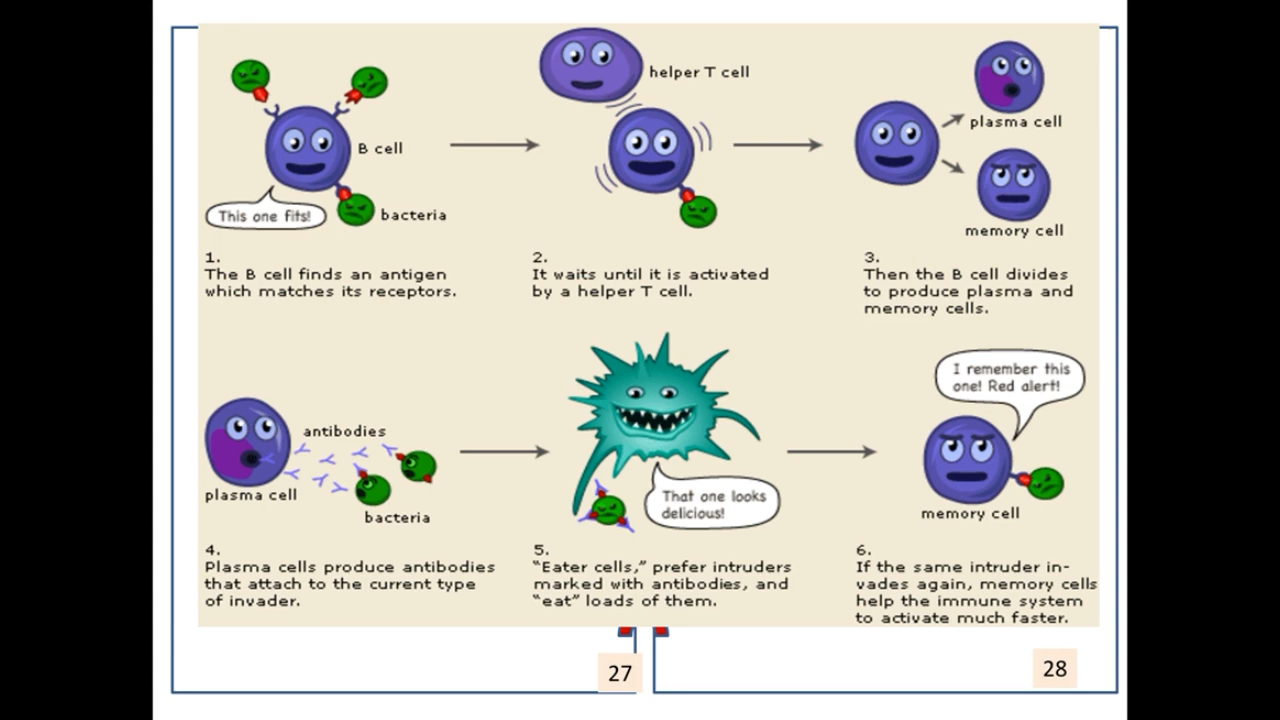 helper T cell
B cell
This one fits!
bacteria
plasma cell
memory cell
1.
The B cell finds an antigen
which matches its receptors.
2.
It waits until it is activated
by a helper T cell.
3.
Then the B cell divides
to produce plasma and
memory cells.
antibodies
plasma cell
bacteria
That one looks
delicious!
I remember this
one! Red alert!
memory cell
4.
Plasma cells produce antibodies
that attach to the current type
of invader.
5.
“Eater cells,” prefer intruders
marked with antibodies, and
“eat” loads of them.
6.
If the same intruder in-
vades again, memory cells
help the immune system
to activate much faster.
27
28